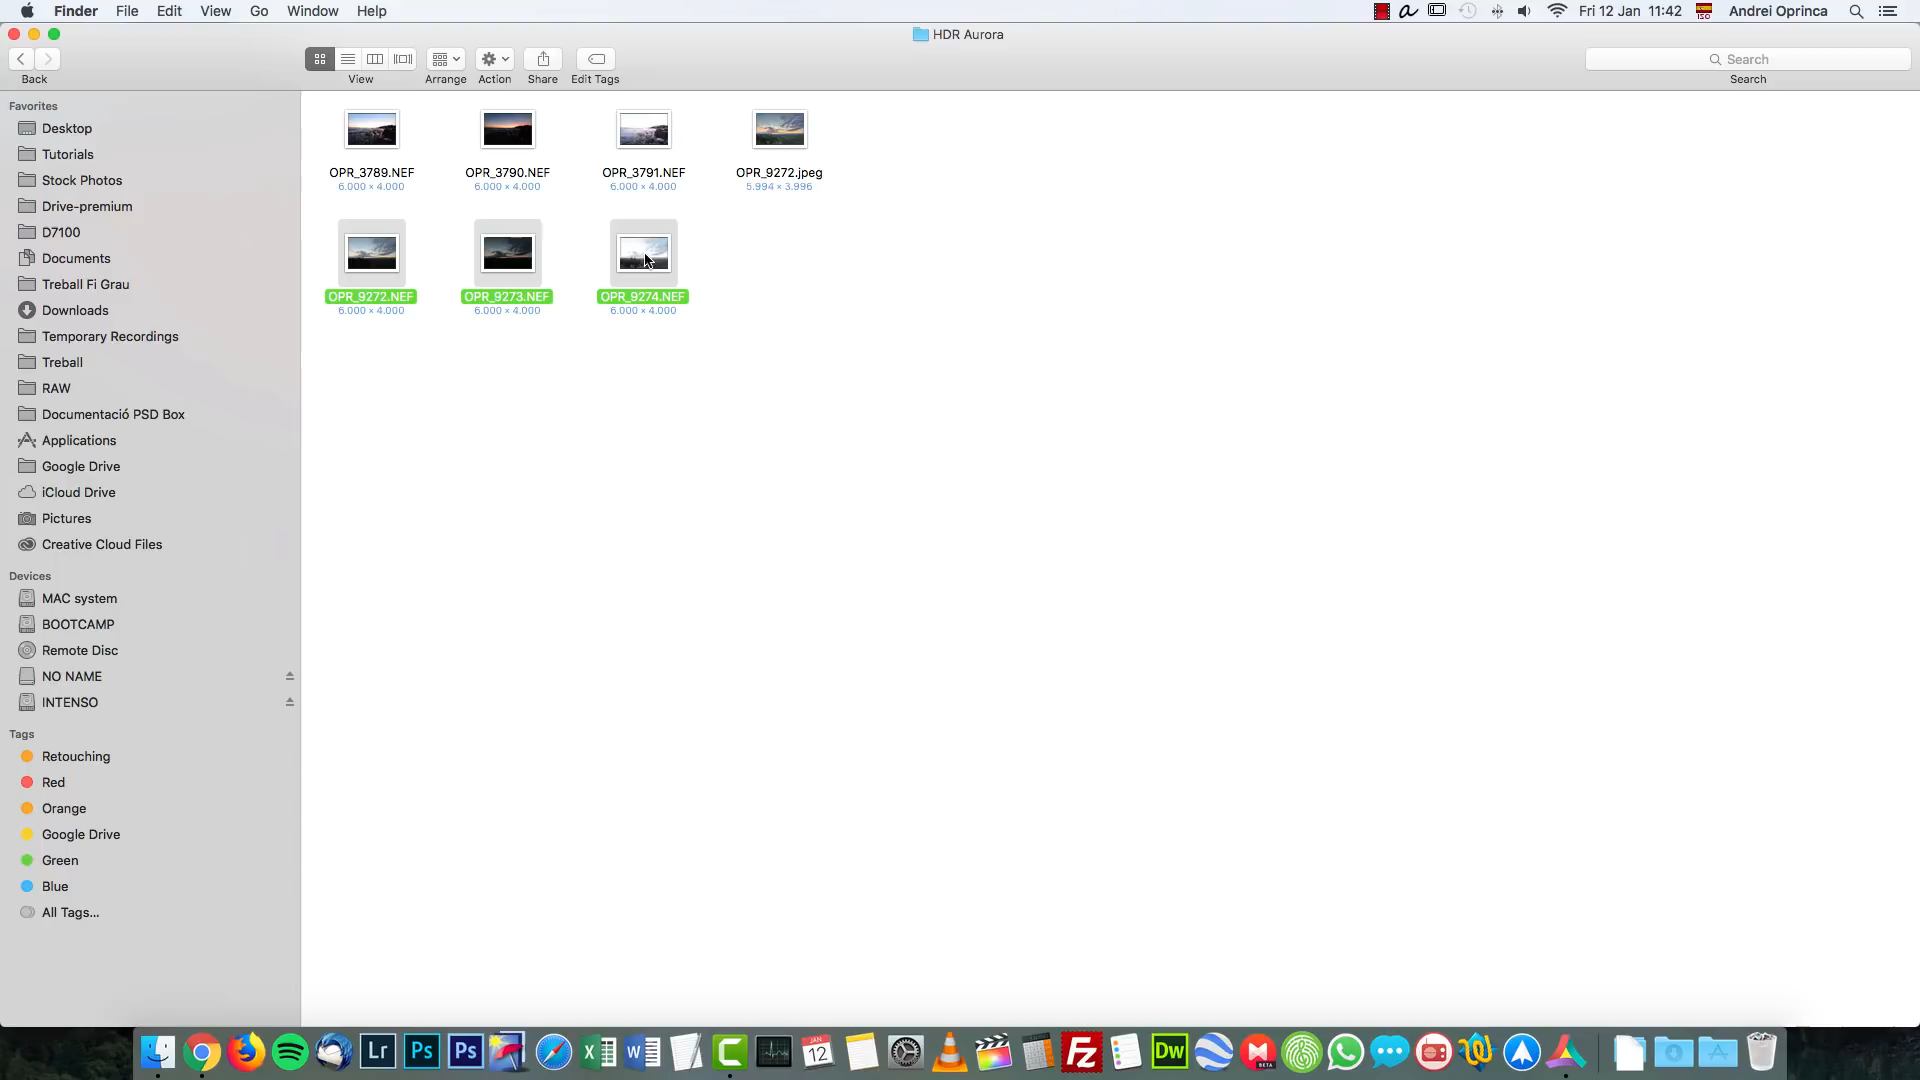 Finder File Edit View Go Window Help
Fri 12 Jan 11:42 ISO Andrei Oprinca
HDR Aurora
Search
Back View Arrange Action Share Edit Tags Search
Favorites
Desktop
Tutorials
Stock Photos
Drive-premium
D7100
Documents
Treball Fi Grau
Downloads
Temporary Recordings
Treball
RAW
Documentació PSD Box
Applications
Google Drive
iCloud Drive
Pictures
Creative Cloud Files
Devices
MAC system
BOOTCAMP
Remote Disc
NO NAME
INTENSO
Tags
Retouching
Red
Orange
Google Drive
Green
Blue
All Tags...
OPR_3789.NEF OPR_3790.NEF OPR_3791.NEF OPR_9272.jpeg
6.000 × 4.000 6.000 × 4.000 6.000 × 4.000 5.994 × 3.996
OPR_9272.NEF OPR_9273.NEF OPR_9274.NEF
6.000 × 4.000 6.000 × 4.000 6.000 × 4.000
Lr Ps Ps X W C JAN 12 Fz Dw BETA